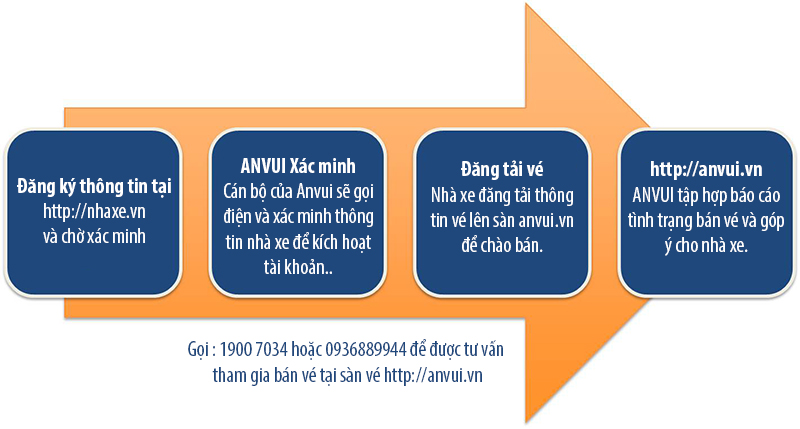 Đăng ký thông tin tại
http://nhaxe.vn
và chờ xác minh
ANVUI Xác minh
Cán bộ của Anvui sẽ gọi
điện và xác minh thông
tin nhà xe để kích hoạt
tài khoản..
Đăng tải vé
Nhà xe đăng tải thông
tin vé lên sàn anvui.vn
để chào bán.
http://anvui.vn
ANVUI tập hợp báo cáo
tình trạng bán vé và góp
ý cho nhà xe.
Gọi : 1900 7034 hoặc 0936889944 để được tư vấn
tham gia bán vé tại sàn vé http://anvui.vn